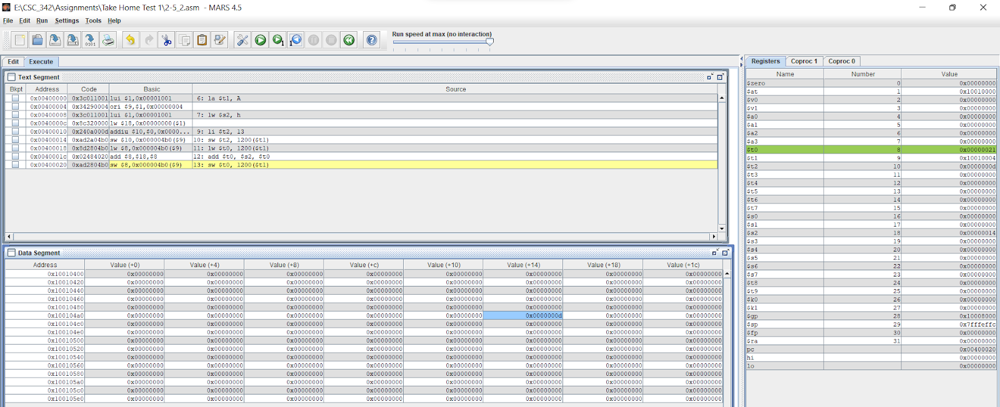 E:\CSC_342\Assignments\Take Home Test 1\2-5_2.asm - MARS 4.5
File Edit Run Settings Tools Help
Run speed at max (no interaction)
Edit Execute
Text Segment
Bkpt Address Code Basic Source
0x00400000 0x3c011001 lui $1,0x00001001 6: la $t1, A
0x00400004 0x34290004 ori $9,$1,0x00000004
0x00400008 0x3c011001 lui $1,0x00001001 7: lw $s2, h
0x0040000c 0x8c320000 lw $18,0x00000000($1)
0x00400010 0x240a000d addiu $10,$0,0x0000... 9: li $t2, 13
0x00400014 0xad2a04b0 sw $10,0x000004b0($9) 10: sw $t2, 1200($t1)
0x00400018 0x8d2804b0 lw $8,0x000004b0($9) 11: lw $t0, 1200($t1)
0x0040001c 0x02484020 add $8,$18,$8 12: add $t0, $s2, $t0
0x00400020 0xad2804b0 sw $8,0x000004b0($9) 13: sw $t0, 1200($t1)
Data Segment
Address Value (+0) Value (+4) Value (+8) Value (+c) Value (+10) Value (+14) Value (+18) Value (+1c)
0x10010400 0x00000000 0x00000000 0x00000000 0x00000000 0x00000000 0x00000000 0x00000000 0x00000000
0x10010420 0x00000000 0x00000000 0x00000000 0x00000000 0x00000000 0x00000000 0x00000000 0x00000000
0x10010440 0x00000000 0x00000000 0x00000000 0x00000000 0x00000000 0x00000000 0x00000000 0x00000000
0x10010460 0x00000000 0x00000000 0x00000000 0x00000000 0x00000000 0x00000000 0x00000000 0x00000000
0x10010480 0x00000000 0x00000000 0x00000000 0x00000000 0x00000000 0x00000000 0x00000000 0x00000000
0x100104a0 0x00000000 0x00000000 0x00000000 0x00000000 0x00000000 0x0000000d 0x00000000 0x00000000
0x100104c0 0x00000000 0x00000000 0x00000000 0x00000000 0x00000000 0x00000000 0x00000000 0x00000000
0x100104e0 0x00000000 0x00000000 0x00000000 0x00000000 0x00000000 0x00000000 0x00000000 0x00000000
0x10010500 0x00000000 0x00000000 0x00000000 0x00000000 0x00000000 0x00000000 0x00000000 0x00000000
0x10010520 0x00000000 0x00000000 0x00000000 0x00000000 0x00000000 0x00000000 0x00000000 0x00000000
0x10010540 0x00000000 0x00000000 0x00000000 0x00000000 0x00000000 0x00000000 0x00000000 0x00000000
0x10010560 0x00000000 0x00000000 0x00000000 0x00000000 0x00000000 0x00000000 0x00000000 0x00000000
0x10010580 0x00000000 0x00000000 0x00000000 0x00000000 0x00000000 0x00000000 0x00000000 0x00000000
0x100105a0 0x00000000 0x00000000 0x00000000 0x00000000 0x00000000 0x00000000 0x00000000 0x00000000
0x100105c0 0x00000000 0x00000000 0x00000000 0x00000000 0x00000000 0x00000000 0x00000000 0x00000000
0x100105e0 0x00000000 0x00000000 0x00000000 0x00000000 0x00000000 0x00000000 0x00000000 0x00000000
Registers Coproc 1 Coproc 0
Name Number Value
$zero 0 0x00000000
$at 1 0x10010000
$v0 2 0x00000000
$v1 3 0x00000000
$a0 4 0x00000000
$a1 5 0x00000000
$a2 6 0x00000000
$a3 7 0x00000000
$t0 8 0x00000021
$t1 9 0x10010004
$t2 10 0x0000000d
$t3 11 0x00000000
$t4 12 0x00000000
$t5 13 0x00000000
$t6 14 0x00000000
$t7 15 0x00000000
$s0 16 0x00000000
$s1 17 0x00000000
$s2 18 0x00000014
$s3 19 0x00000000
$s4 20 0x00000000
$s5 21 0x00000000
$s6 22 0x00000000
$s7 23 0x00000000
$t8 24 0x00000000
$t9 25 0x00000000
$k0 26 0x00000000
$k1 27 0x00000000
$gp 28 0x10008000
$sp 29 0x7fffeffc
$fp 30 0x00000000
$ra 31 0x00000000
pc 0x00400020
hi 0x00000000
lo 0x00000000